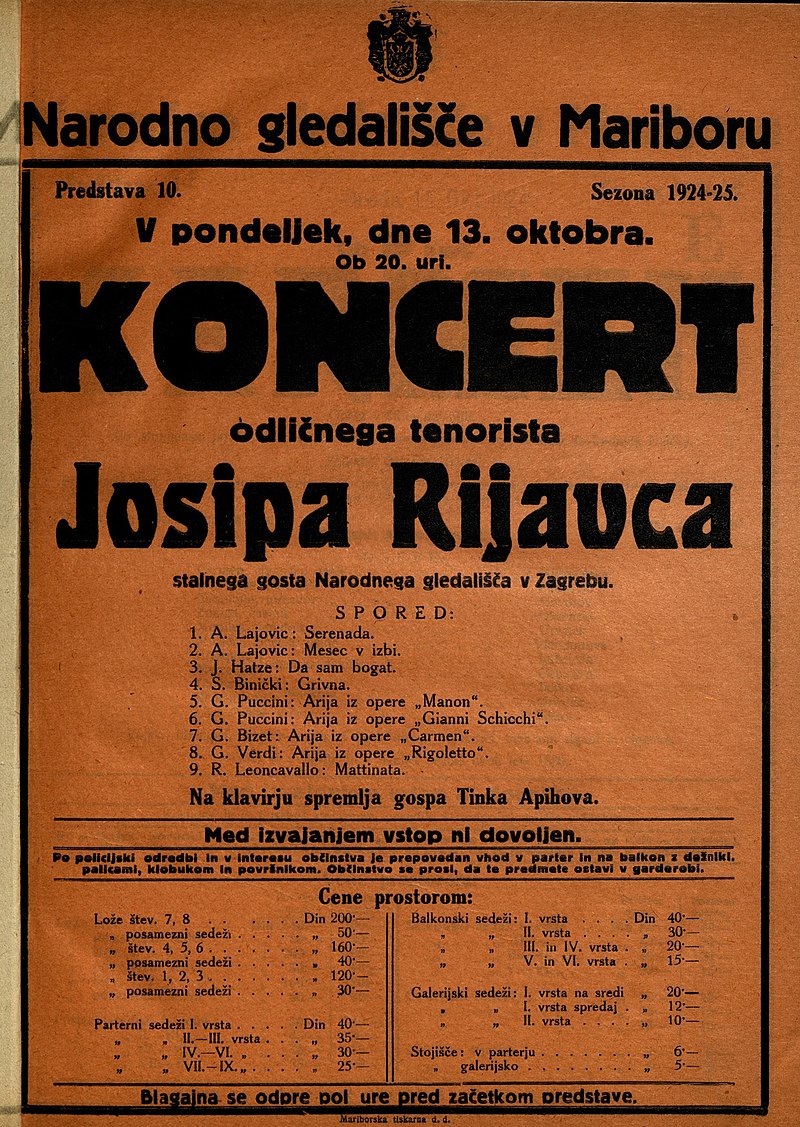 Narodno gledališče v Mariboru
Predstava 10. Sezona 1924-25.
V pondeljek, dne 13. oktobra.
Ob 20. uri.
KONCERT
odličnega tenorista
Josipa Rijavca
stalnega gosta Narodnega gledališča v Zagrebu.
SPORED:
1. A. Lajovic: Serenada.
2. A. Lajovic: Mesec v izbi.
3. J. Hatze: Da sam bogat.
4. S. Binički: Grivna.
5. G. Puccini: Arija iz opere „Manon“.
6. G. Puccini: Arija iz opere „Gianni Schicchi“.
7. G. Bizet: Arija iz opere „Carmen“.
8. G. Verdi: Arija iz opere „Rigoletto“.
9. R. Leoncavallo: Mattinata.
Na klavirju spremlja gospa Tinka Apihova.
Med izvajanjem vstop ni dovoljen.
Po policijski odredbi in v interesu občinstva je prepovedan vhod v parter in na balkon z dežniki,
palicami, klobukom in površnikom. Občinstvo se prosi, da te predmete ostavi v garderobi.
Cene prostorom:
Lože štev. 7, 8 . . . . . . . Din 200·—
„ posamezni sedeži . . . . . „ 50·—
„ štev. 4, 5, 6 . . . . . . . „ 160·—
„ posamezni sedeži . . . . . „ 40·—
„ štev. 1, 2, 3 . . . . . . . „ 120·—
„ posamezni sedeži . . . . . „ 30·—
Parterni sedeži I. vrsta . . . . . Din 40·—
„ „ II.—III. vrsta . . . „ 35·—
„ „ IV.—VI. „ . . . . „ 30·—
„ „ VII.—IX. „ . . . . „ 25·—
Balkonski sedeži: I. vrsta . . . . Din 40·—
„ „ II. vrsta . . . . „ 30·—
„ „ III. in IV. vrsta . „ 20·—
„ „ V. in VI. vrsta . „ 15·—
Galerijski sedeži: I. vrsta na sredi „ 20·—
„ „ I. vrsta spredaj . „ 12·—
„ „ II. vrsta . . . . „ 10·—
Stojišče: v parterju . . . . . . . „ 6·—
„ galerijsko . . . . . . . . „ 5·—
Blagajna se odpre pol ure pred začetkom predstave.
Mariborska tiskarna d. d.